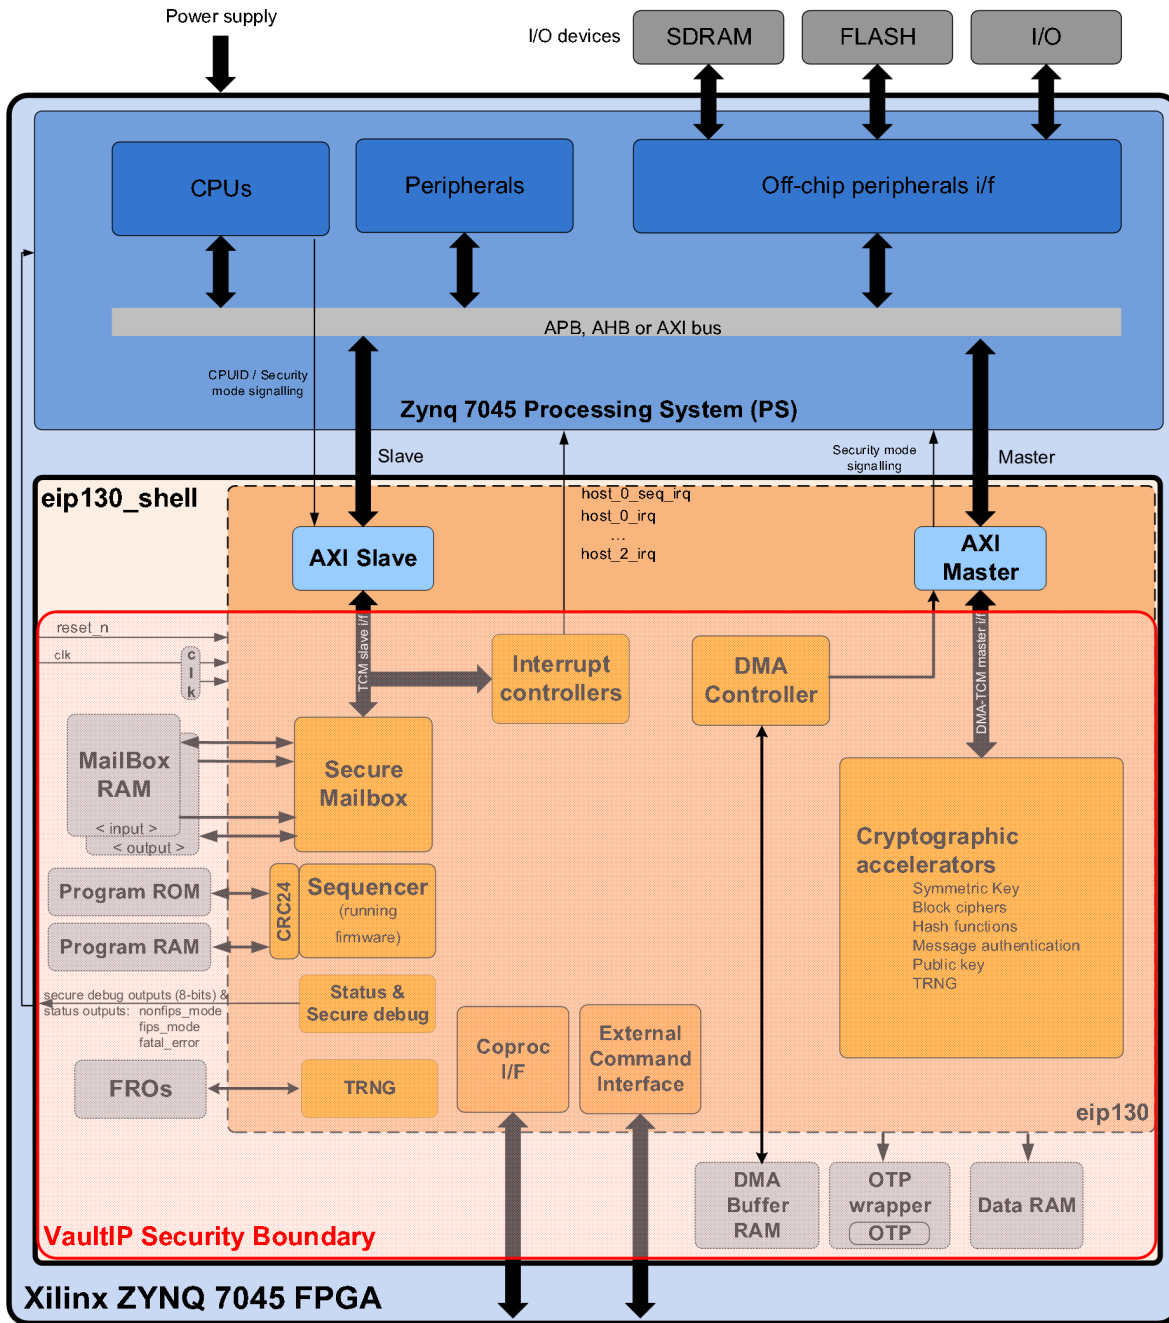 Power supply
I/O devices
SDRAM
FLASH
I/O
CPUs
Peripherals
Off-chip peripherals i/f
APB, AHB or AXI bus
CPUID / Security
mode signalling
Zynq 7045 Processing System (PS)
Slave
Security mode
signalling
Master
eip130_shell
host_0_seq_irq
host_0_irq
...
host_2_irq
AXI Slave
AXI
Master
reset_n
clk
c
l
k
TCM slave i/f
Interrupt
controllers
DMA
Controller
DMA-TCM master i/f
MailBox
RAM
< input >
< output >
Secure
Mailbox
Cryptographic
accelerators
Symmetric Key
Block ciphers
Hash functions
Message authentication
Public key
TRNG
Program ROM
Program RAM
CRC24
Sequencer
(running
firmware)
secure debug outputs (8-bits) &
status outputs: nonfips_mode
fips_mode
fatal_error
Status &
Secure debug
Coproc
I/F
External
Command
Interface
FROs
TRNG
eip130
DMA
Buffer
RAM
OTP
wrapper
OTP
Data RAM
VaultIP Security Boundary
Xilinx ZYNQ 7045 FPGA